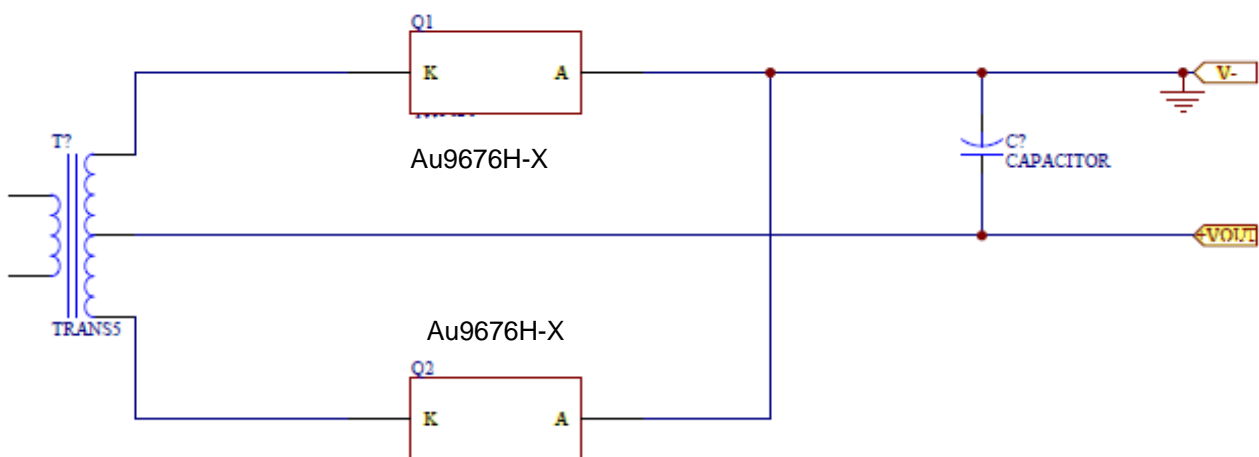 Q1
K A
V-
T?
Au9676H-X
C?
CAPACITOR
+VOUT
TRANS5
Au9676H-X
Q2
K A